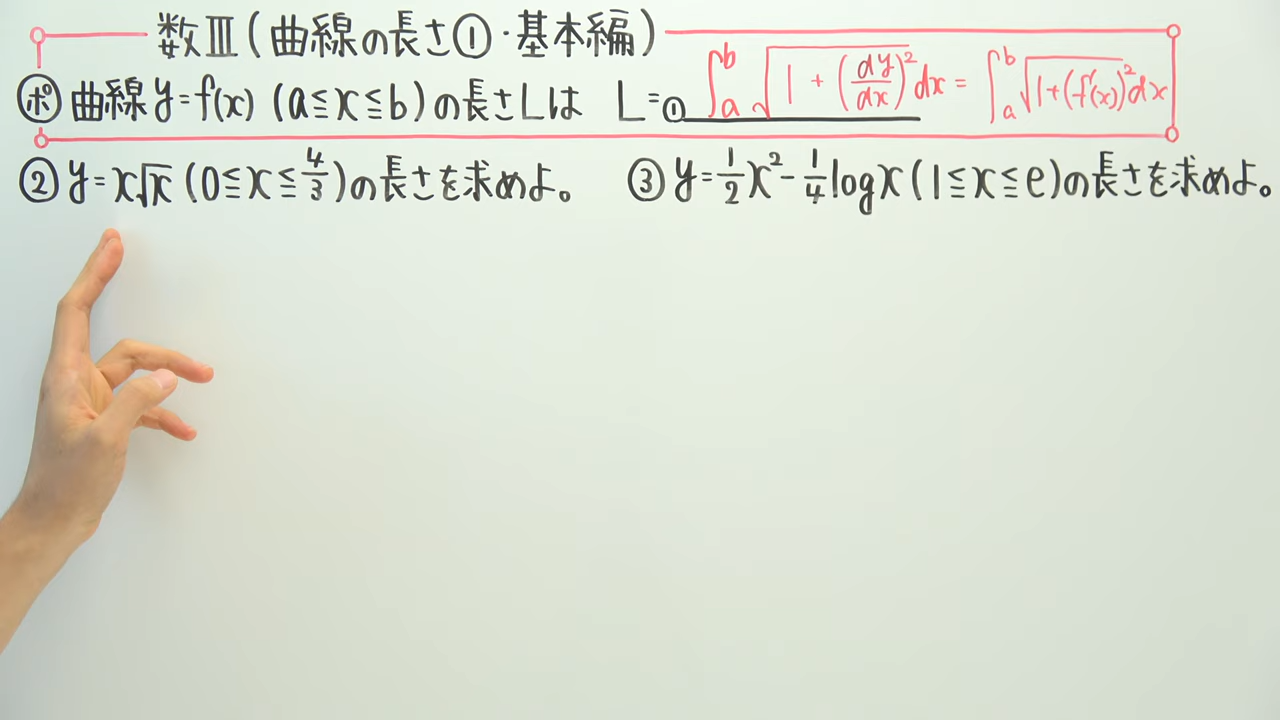 数Ⅲ(曲線の長さ①・基本編)
ポ 曲線y=f(x) (a≦x≦b)の長さLは L=① ∫_a^b √(1+(dy/dx)²) dx = ∫_a^b √(1+(f'(x))²) dx
② y=x√x (0≦x≦4/3)の長さを求めよ。
③ y=1/2x²-1/4logx (1≦x≦e)の長さを求めよ。